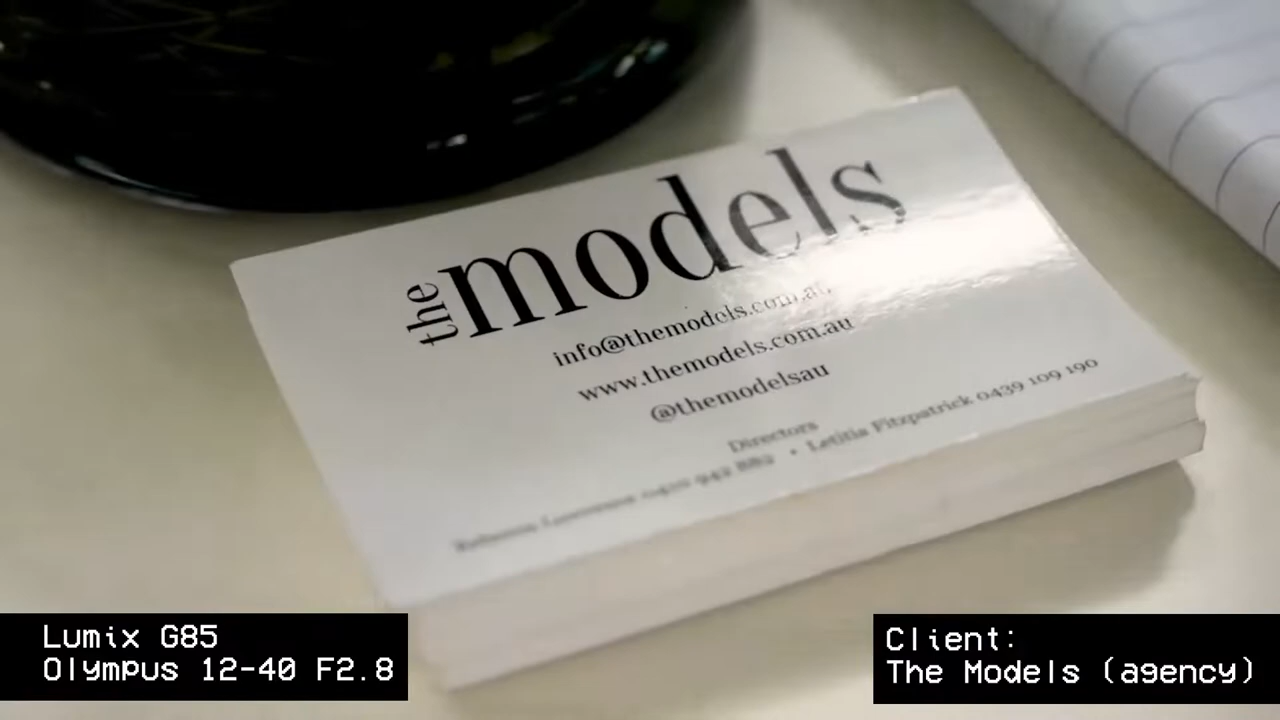 the models
info@themodels.com.au
www.themodels.com.au
@themodelsau
Directors
• Letitia Fitzpatrick 0439 109 190
Lumix G85
Olympus 12-40 F2.8
Client:
The Models (agency)